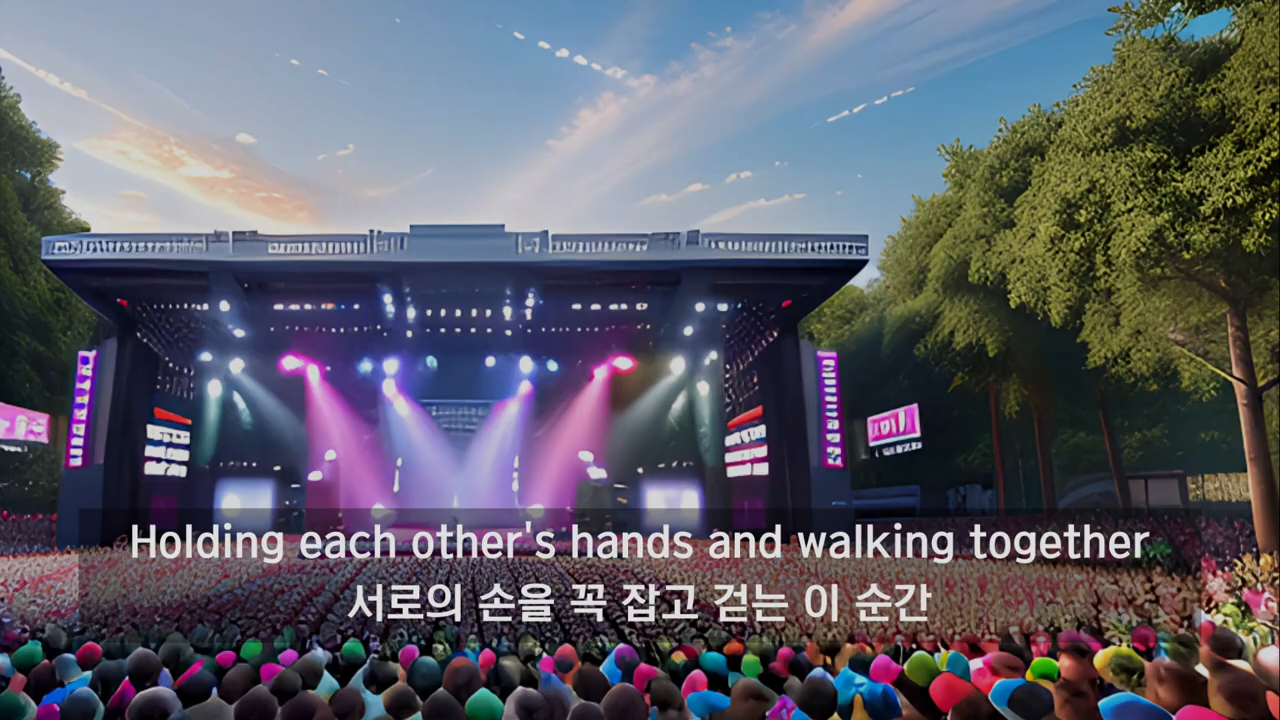 Holding each other's hands and walking together
서로의 손을 꼭 잡고 걷는 이 순간